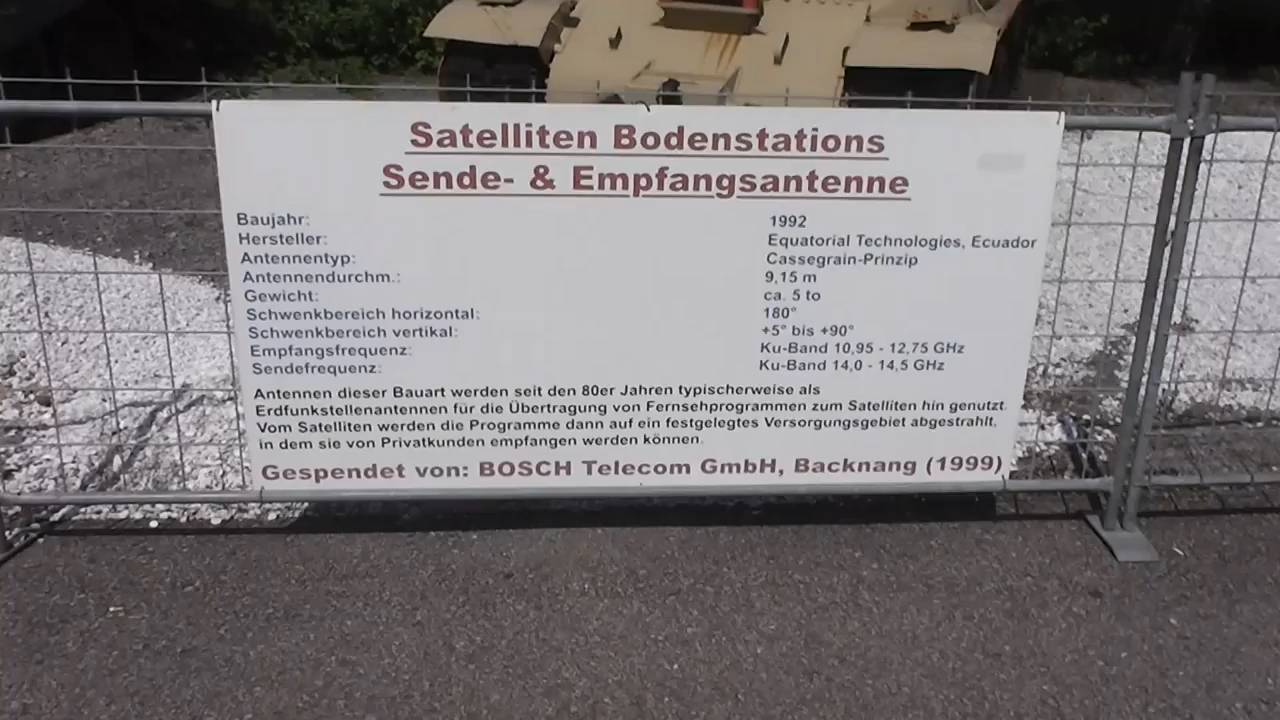 Satelliten Bodenstations
Sende- & Empfangsantenne
Baujahr: 1992
Hersteller: Equatorial Technologies, Ecuador
Antennentyp: Cassegrain-Prinzip
Antennendurchm.: 9,15 m
Gewicht: ca. 5 to
Schwenkbereich horizontal: 180°
Schwenkbereich vertikal: +5° bis +90°
Empfangsfrequenz: Ku-Band 10,95 - 12,75 GHz
Sendefrequenz: Ku-Band 14,0 - 14,5 GHz
Antennen dieser Bauart werden seit den 80er Jahren typischerweise als
Erdfunkstellenantennen für die Übertragung von Fernsehprogrammen zum Satelliten hin genutzt.
Vom Satelliten werden die Programme dann auf ein festgelegtes Versorgungsgebiet abgestrahlt,
in dem sie von Privatkunden empfangen werden können.
Gespendet von: BOSCH Telecom GmbH, Backnang (1999)